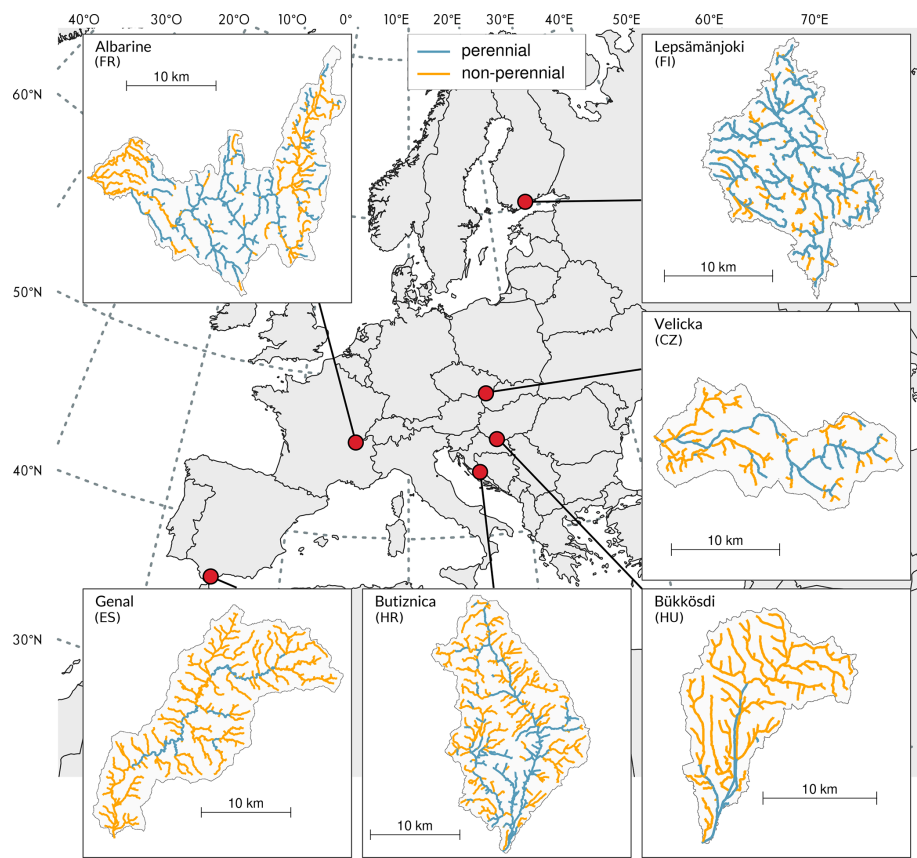 40°W 30°W 20°W 10°W 0° 10°E 20°E 30°E 40°E 50°E 60°E 70°E
60°N
50°N
40°N
30°N
Albarine
(FR)
10 km
perennial
non-perennial
Lepsämänjoki
(FI)
10 km
Velicka
(CZ)
10 km
Genal
(ES)
10 km
Butiznica
(HR)
10 km
Bükkösdi
(HU)
10 km